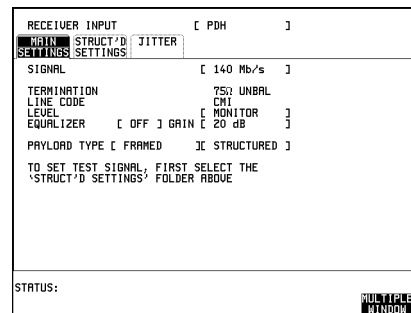 RECEIVER INPUT [ PDH ]
MAIN SETTINGS STRUCT'D SETTINGS JITTER
SIGNAL [ 140 Mb/s ]
TERMINATION 75Ω UNBAL
LINE CODE CMI
LEVEL [ MONITOR ]
EQUALIZER [ OFF ] GAIN [ 20 dB ]
PAYLOAD TYPE [ FRAMED ][ STRUCTURED ]
TO SET TEST SIGNAL, FIRST SELECT THE
'STRUCT'D SETTINGS' FOLDER ABOVE
STATUS:
MULTIPLE
WINDOW